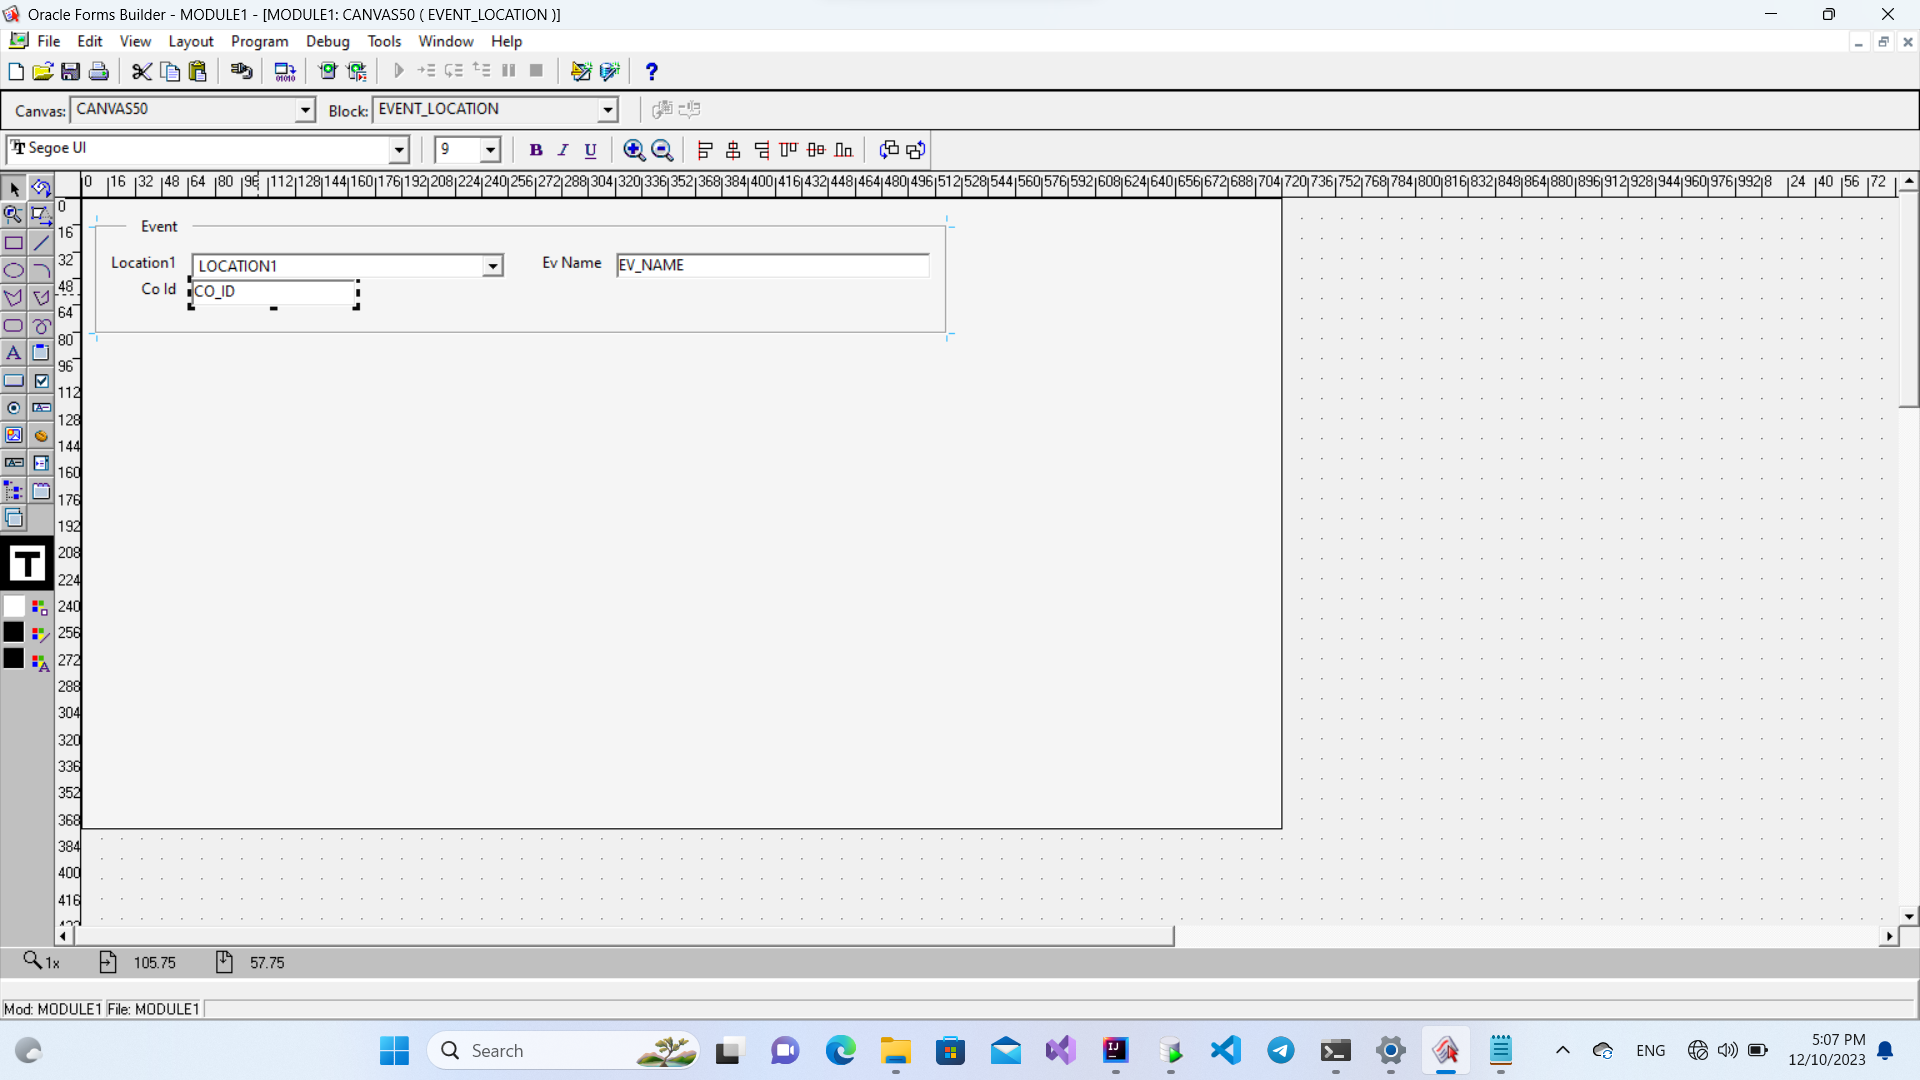 Oracle Forms Builder - MODULE1 - [MODULE1: CANVAS50 ( EVENT_LOCATION )]
File Edit View Layout Program Debug Tools Window Help
Canvas: CANVAS50 Block: EVENT_LOCATION
Segoe UI 9 B I U
0 16 32 48 64 80 96 112 128 144 160 176 192 208 224 240 256 272 288 304 320 336 352 368 384 400 416 432 448 464 480 496 512 528 544 560 576 592 608 624 640 656 672 688 704 720 736 752 768 784 800 816 832 848 864 880 896 912 928 944 960 976 992 8 24 40 56 72
0
16
32
48
64
80
96
112
128
144
160
176
192
208
224
240
256
272
288
304
320
336
352
368
384
400
416
Event
Location1 LOCATION1 Ev Name EV_NAME
Co Id CO_ID
A
T
1x 105.75 57.75
Mod: MODULE1 File: MODULE1
Search
ENG
5:07 PM
12/10/2023